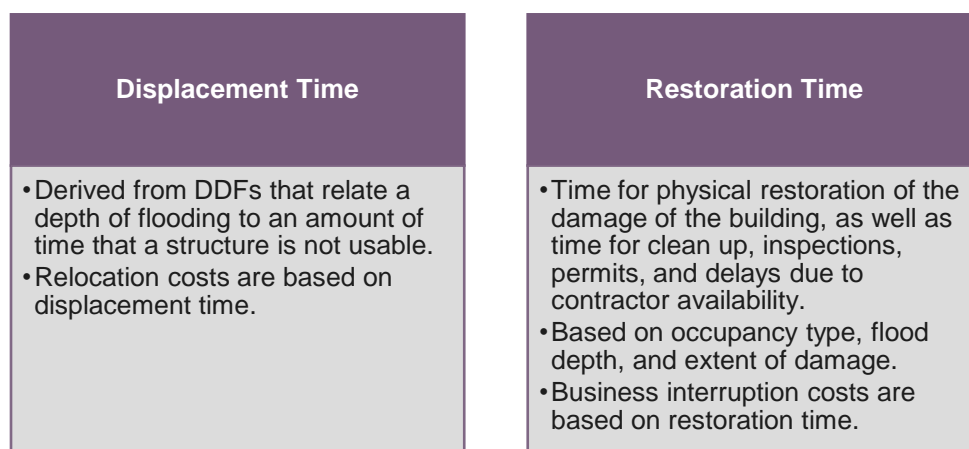 Displacement Time
•Derived from DDFs that relate a
depth of flooding to an amount of
time that a structure is not usable.
•Relocation costs are based on
displacement time.
Restoration Time
•Time for physical restoration of the
damage of the building, as well as
time for clean up, inspections,
permits, and delays due to
contractor availability.
•Based on occupancy type, flood
depth, and extent of damage.
•Business interruption costs are
based on restoration time.